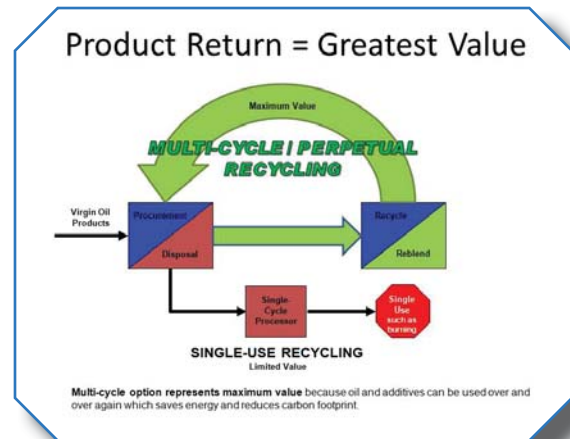 Product Return = Greatest Value
Maximum Value
MULTI-CYCLE / PERPETUAL
RECYCLING
Virgin Oil
Products
Procurement
Disposal
Recycle
Reblend
Single-
Cycle
Processor
Single
Use
such as
burning
SINGLE-USE RECYCLING
Limited Value
Multi-cycle option represents maximum value because oil and additives can be used over and
over again which saves energy and reduces carbon footprint.